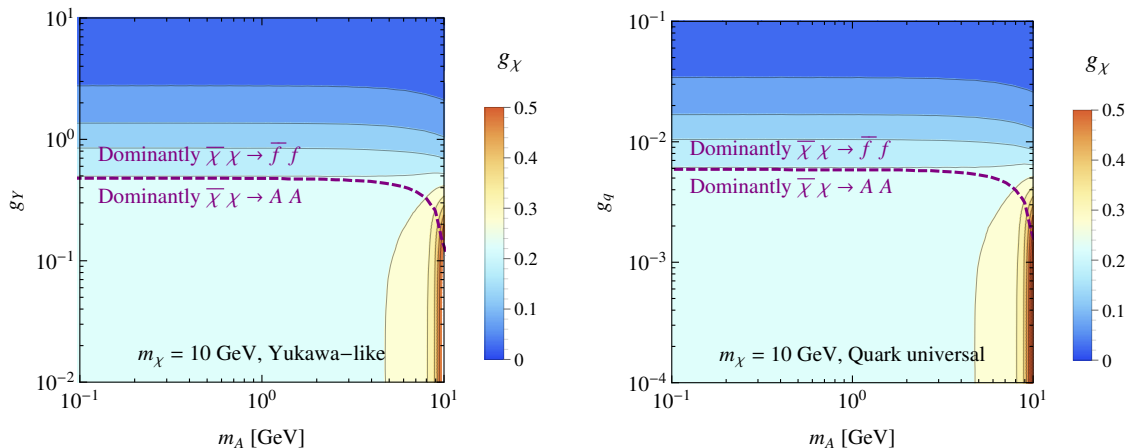 10^1
10^0
10^-1
10^-2
g_Y
Dominantly χ̅ χ → f̅ f
Dominantly χ̅ χ → A A
m_χ = 10 GeV, Yukawa−like
10^-1
10^0
10^1
m_A [GeV]
g_χ
0.5
0.4
0.3
0.2
0.1
0
10^-1
10^-2
10^-3
10^-4
g_q
Dominantly χ̅ χ → f̅ f
Dominantly χ̅ χ → A A
m_χ = 10 GeV, Quark universal
10^-1
10^0
10^1
m_A [GeV]
g_χ
0.5
0.4
0.3
0.2
0.1
0